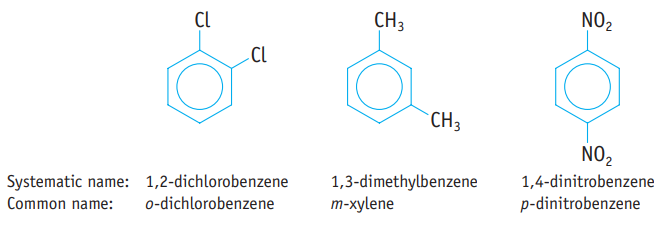 Cl
Cl
CH₃
CH₃
NO₂
NO₂
Systematic name: 1,2-dichlorobenzene 1,3-dimethylbenzene 1,4-dinitrobenzene
Common name: o-dichlorobenzene m-xylene p-dinitrobenzene